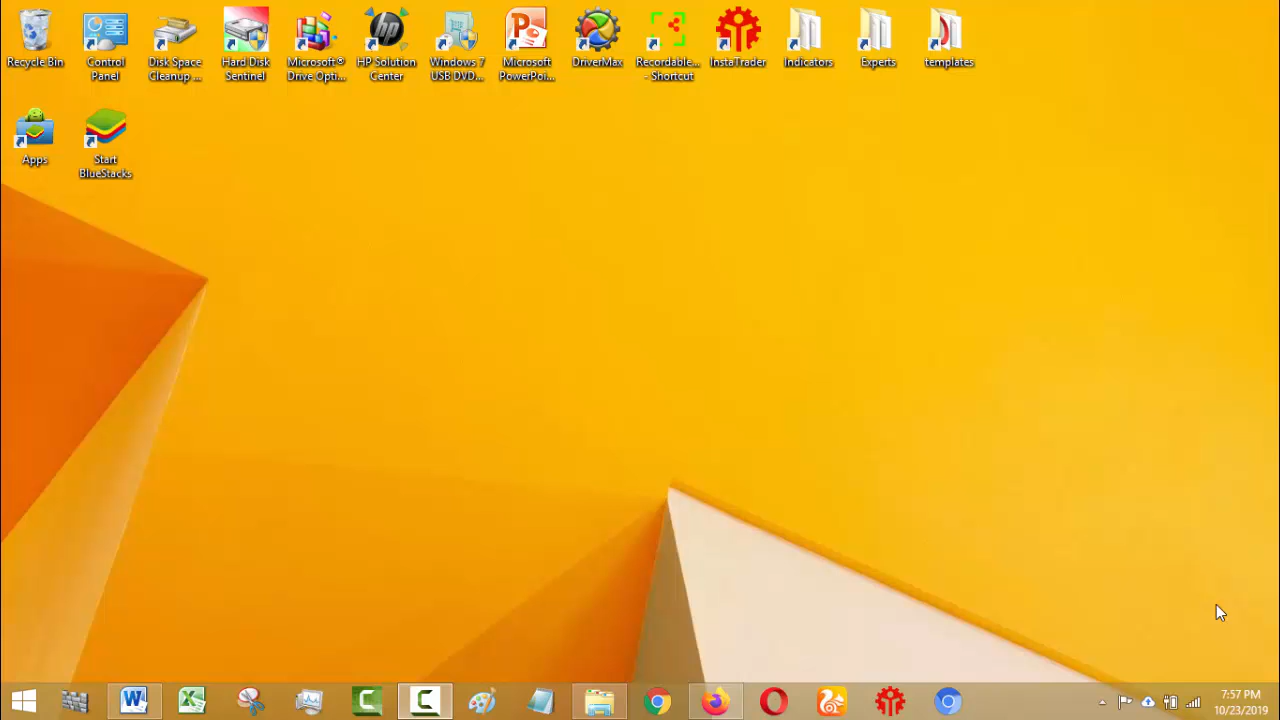 Recycle Bin
Control
Panel
Disk Space
Cleanup ...
Hard Disk
Sentinel
Microsoft®
Drive Opti...
HP Solution
Center
Windows 7
USB DVD...
Microsoft
PowerPoi...
DriverMax
Recordable...
- Shortcut
InstaTrader
Indicators
Experts
templates
Apps
Start
BlueStacks
7:57 PM
10/23/2019